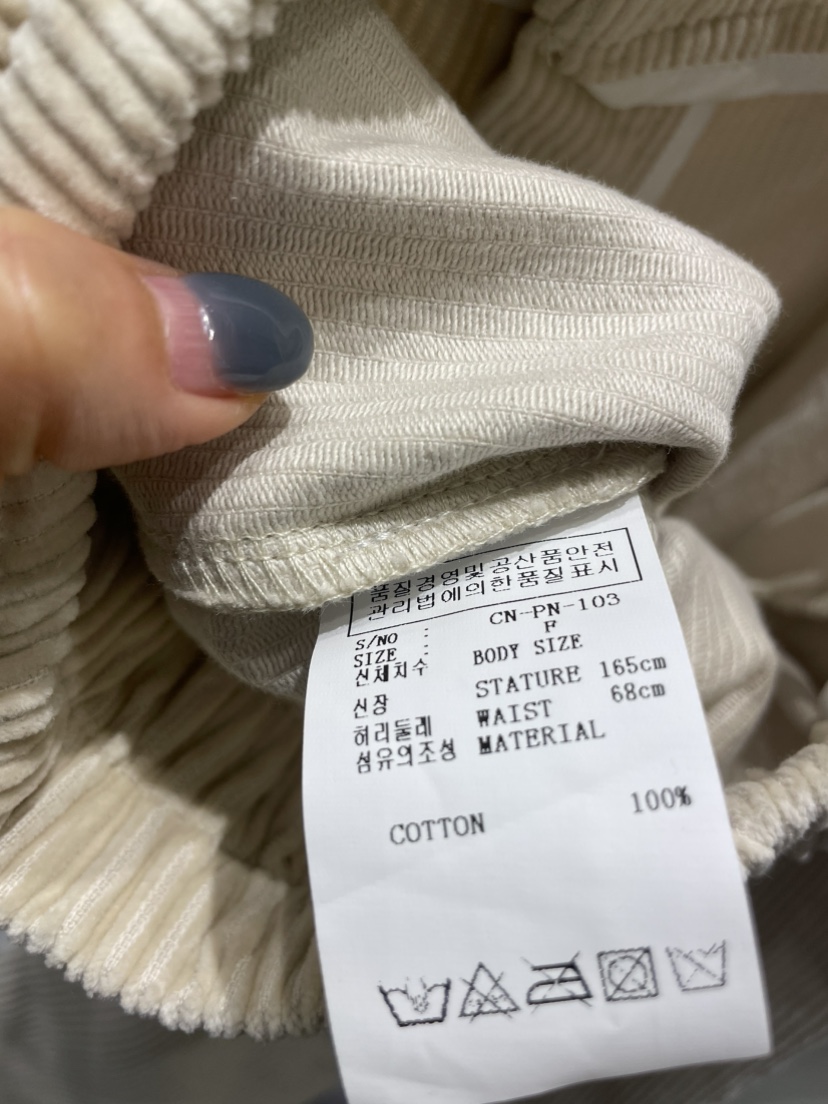 품질경영및공산품안전
관리법에의한품질표시
S/NO : CN-PN-103
SIZE : F
신체치수 BODY SIZE
신장 STATURE 165cm
허리둘레 WAIST 68cm
섬유의조성 MATERIAL
COTTON 100%